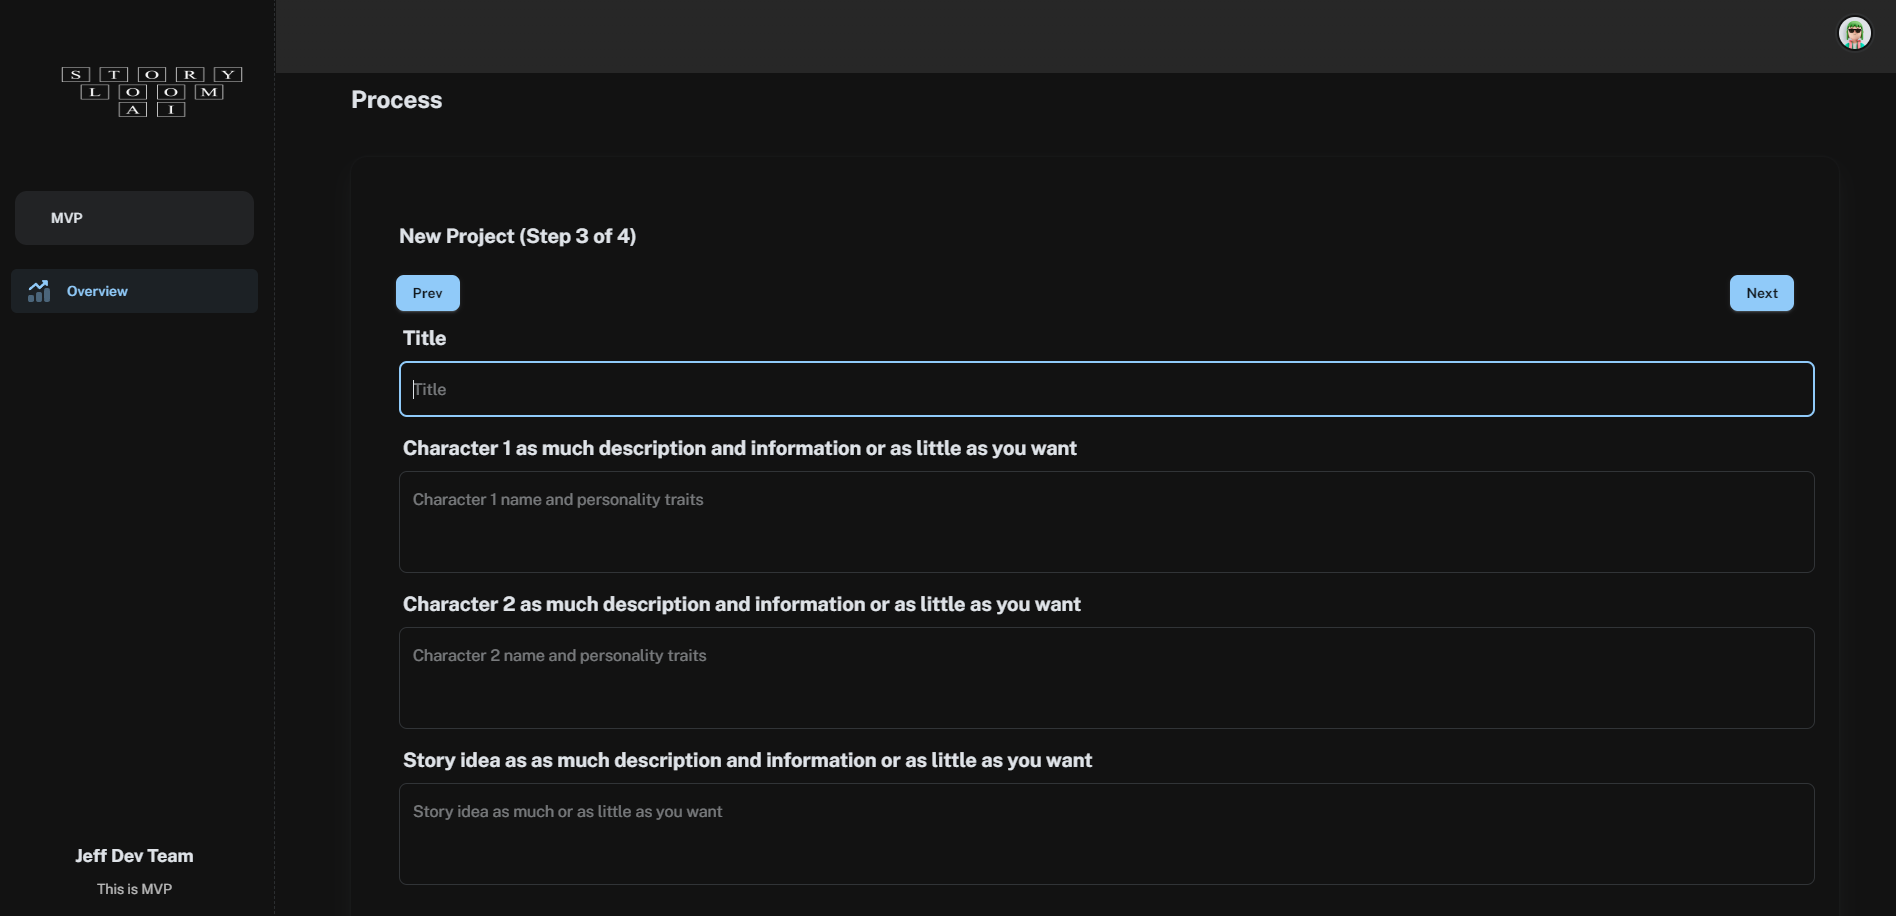 STORY
LOOM
AI
MVP
Overview
Jeff Dev Team
This is MVP
Process
New Project (Step 3 of 4)
Prev
Next
Title
Title
Character 1 as much description and information or as little as you want
Character 1 name and personality traits
Character 2 as much description and information or as little as you want
Character 2 name and personality traits
Story idea as as much description and information or as little as you want
Story idea as much or as little as you want